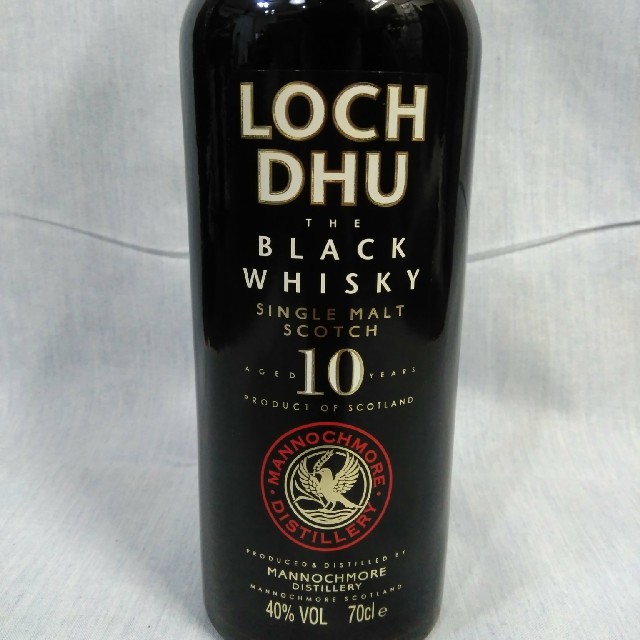 LOCH
DHU
THE
BLACK
WHISKY
SINGLE MALT
SCOTCH
AGED 10 YEARS
PRODUCT OF SCOTLAND
MANNOCHMORE
DISTILLERY
PRODUCED & DISTILLED BY
MANNOCHMORE
DISTILLERY
MANNOCHMORE SCOTLAND
40% VOL 70cl e